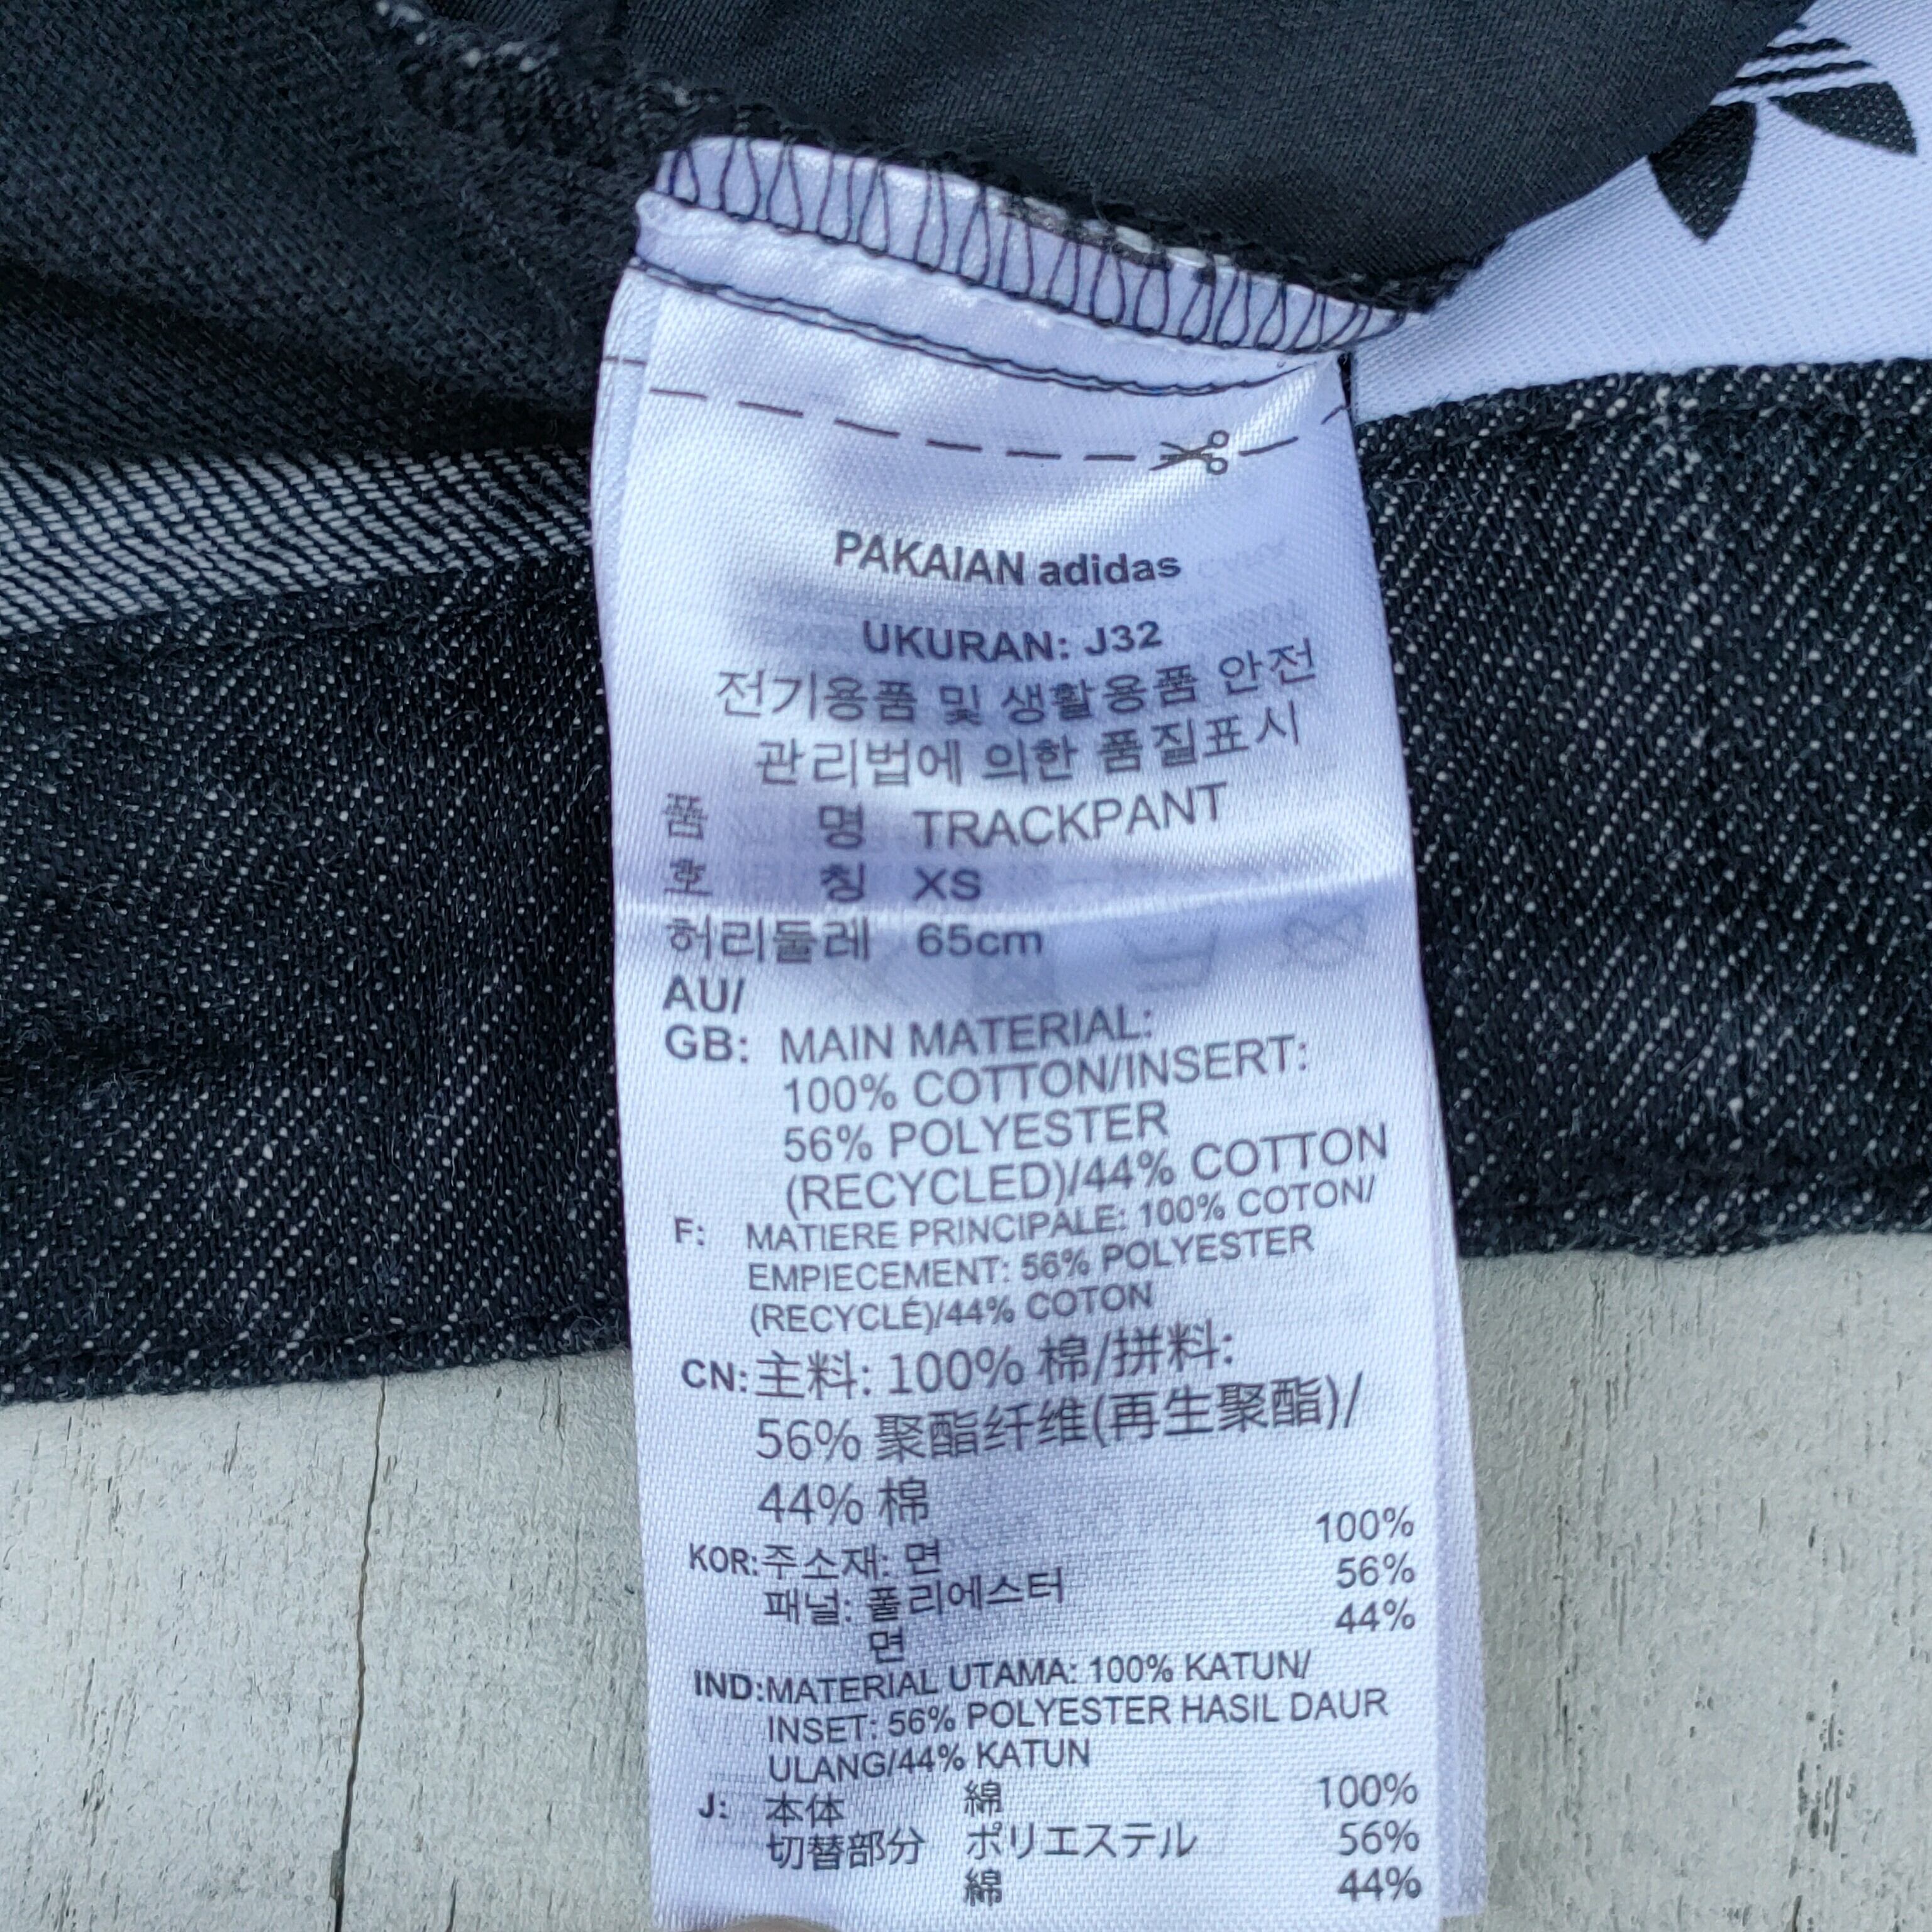 PAKAIAN adidas
UKURAN: J32
전기용품 및 생활용품 안전
관리법에 의한 품질표시
품 명 TRACKPANT
호 칭 XS
허리둘레 65cm
AU/
GB: MAIN MATERIAL:
100% COTTON/INSERT:
56% POLYESTER
(RECYCLED)/44% COTTON
F: MATIERE PRINCIPALE: 100% COTON/
EMPIECEMENT: 56% POLYESTER
(RECYCLÉ)/44% COTON
CN: 主料: 100% 棉/拼料:
56% 聚酯纤维(再生聚酯)/
44% 棉
KOR: 주소재: 면 100%
패널: 폴리에스터 56%
면 44%
IND: MATERIAL UTAMA: 100% KATUN/
INSET: 56% POLYESTER HASIL DAUR
ULANG/44% KATUN
J: 本体 綿 100%
切替部分 ポリエステル 56%
綿 44%